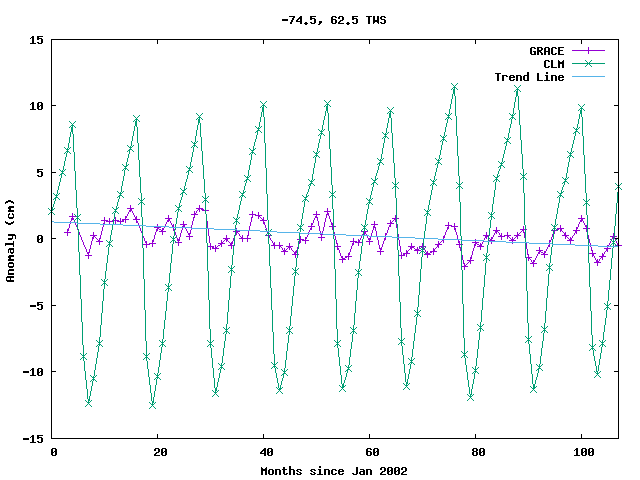 -74.5, 62.5 TWS
GRACE
CLM
Trend Line
15
10
5
0
-5
-10
-15
Anomaly (cm)
0 20 40 60 80 100
Months since Jan 2002